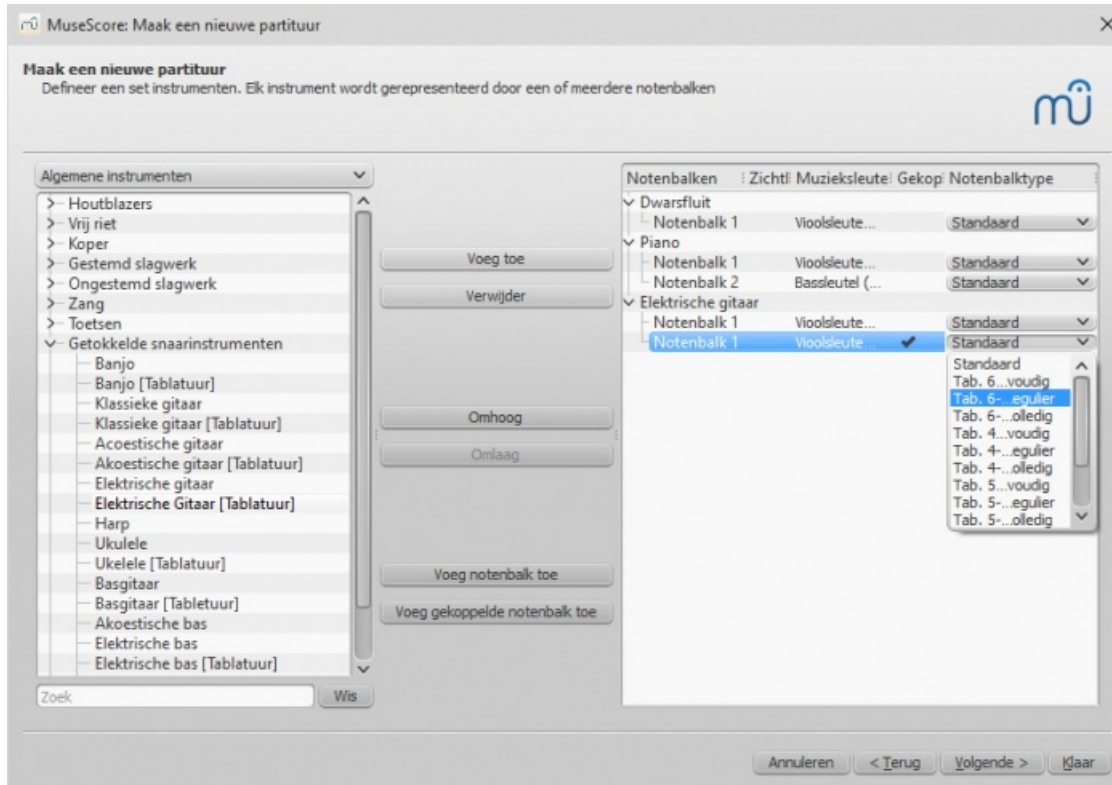 MuseScore: Maak een nieuwe partituur
Maak een nieuwe partituur
Defineer een set instrumenten. Elk instrument wordt gerepresenteerd door een of meerdere notenbalken
Algemene instrumenten
Houtblazers
Vrij riet
Koper
Gestemd slagwerk
Ongestemd slagwerk
Zang
Toetsen
Getokkelde snaarinstrumenten
Banjo
Banjo [Tablatuur]
Klassieke gitaar
Klassieke gitaar [Tablatuur]
Acoestische gitaar
Akoestische gitaar [Tablatuur]
Elektrische gitaar
Elektrische Gitaar [Tablatuur]
Harp
Ukulele
Ukelele [Tablatuur]
Basgitaar
Basgitaar [Tabletuur]
Akoestische bas
Elektrische bas
Elektrische bas [Tablatuur]
Zoek Wis
Voeg toe
Verwijder
Omhoog
Omlaag
Voeg notenbalk toe
Voeg gekoppelde notenbalk toe
Notenbalken Zichtl Muzieksleute Gekop Notenbalktype
Dwarsfluit
Notenbalk 1 Vioolsleute... Standaard
Piano
Notenbalk 1 Vioolsleute... Standaard
Notenbalk 2 Bassleutel (... Standaard
Elektrische gitaar
Notenbalk 1 Vioolsleute... Standaard
Notenbalk 1 Vioolsleute... Standaard
Standaard
Tab. 6...voudig
Tab. 6-...egulier
Tab. 6-...olledig
Tab. 4...voudig
Tab. 4-...egulier
Tab. 4-...olledig
Tab. 5...voudig
Tab. 5-...egulier
Tab. 5-...olledig
Annuleren < Terug Volgende > Klaar